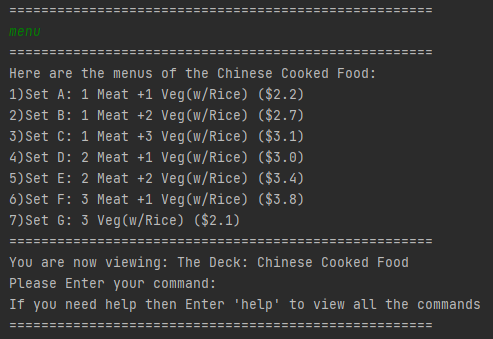 =====================================================
menu
=====================================================
Here are the menus of the Chinese Cooked Food:
1)Set A: 1 Meat +1 Veg(w/Rice) ($2.2)
2)Set B: 1 Meat +2 Veg(w/Rice) ($2.7)
3)Set C: 1 Meat +3 Veg(w/Rice) ($3.1)
4)Set D: 2 Meat +1 Veg(w/Rice) ($3.0)
5)Set E: 2 Meat +2 Veg(w/Rice) ($3.4)
6)Set F: 3 Meat +1 Veg(w/Rice) ($3.8)
7)Set G: 3 Veg(w/Rice) ($2.1)
=====================================================
You are now viewing: The Deck: Chinese Cooked Food
Please Enter your command:
If you need help then Enter 'help' to view all the commands
=====================================================